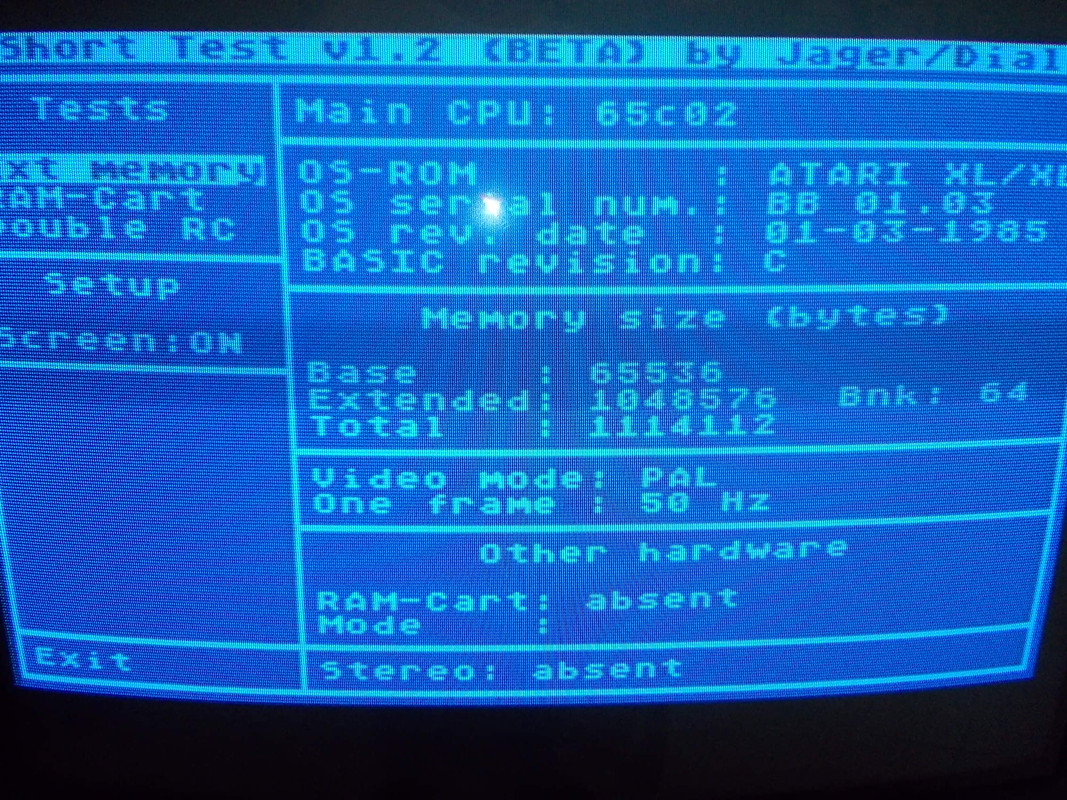 Short Test v1.2 (BETA) by Jager/Dial
Tests
xt memory
RAM-Cart
Double RC
Setup
Screen:ON
Exit
Main CPU: 65c02
OS-ROM : ATARI XL/XE
OS serial num.: BB 01.03
OS rev. date : 01-03-1985
BASIC revision: C
Memory size (bytes)
Base : 65536
Extended: 1048576 Bnk: 64
Total : 1114112
Video mode: PAL
One frame : 50 Hz
Other hardware
RAM-Cart: absent
Mode :
Stereo: absent